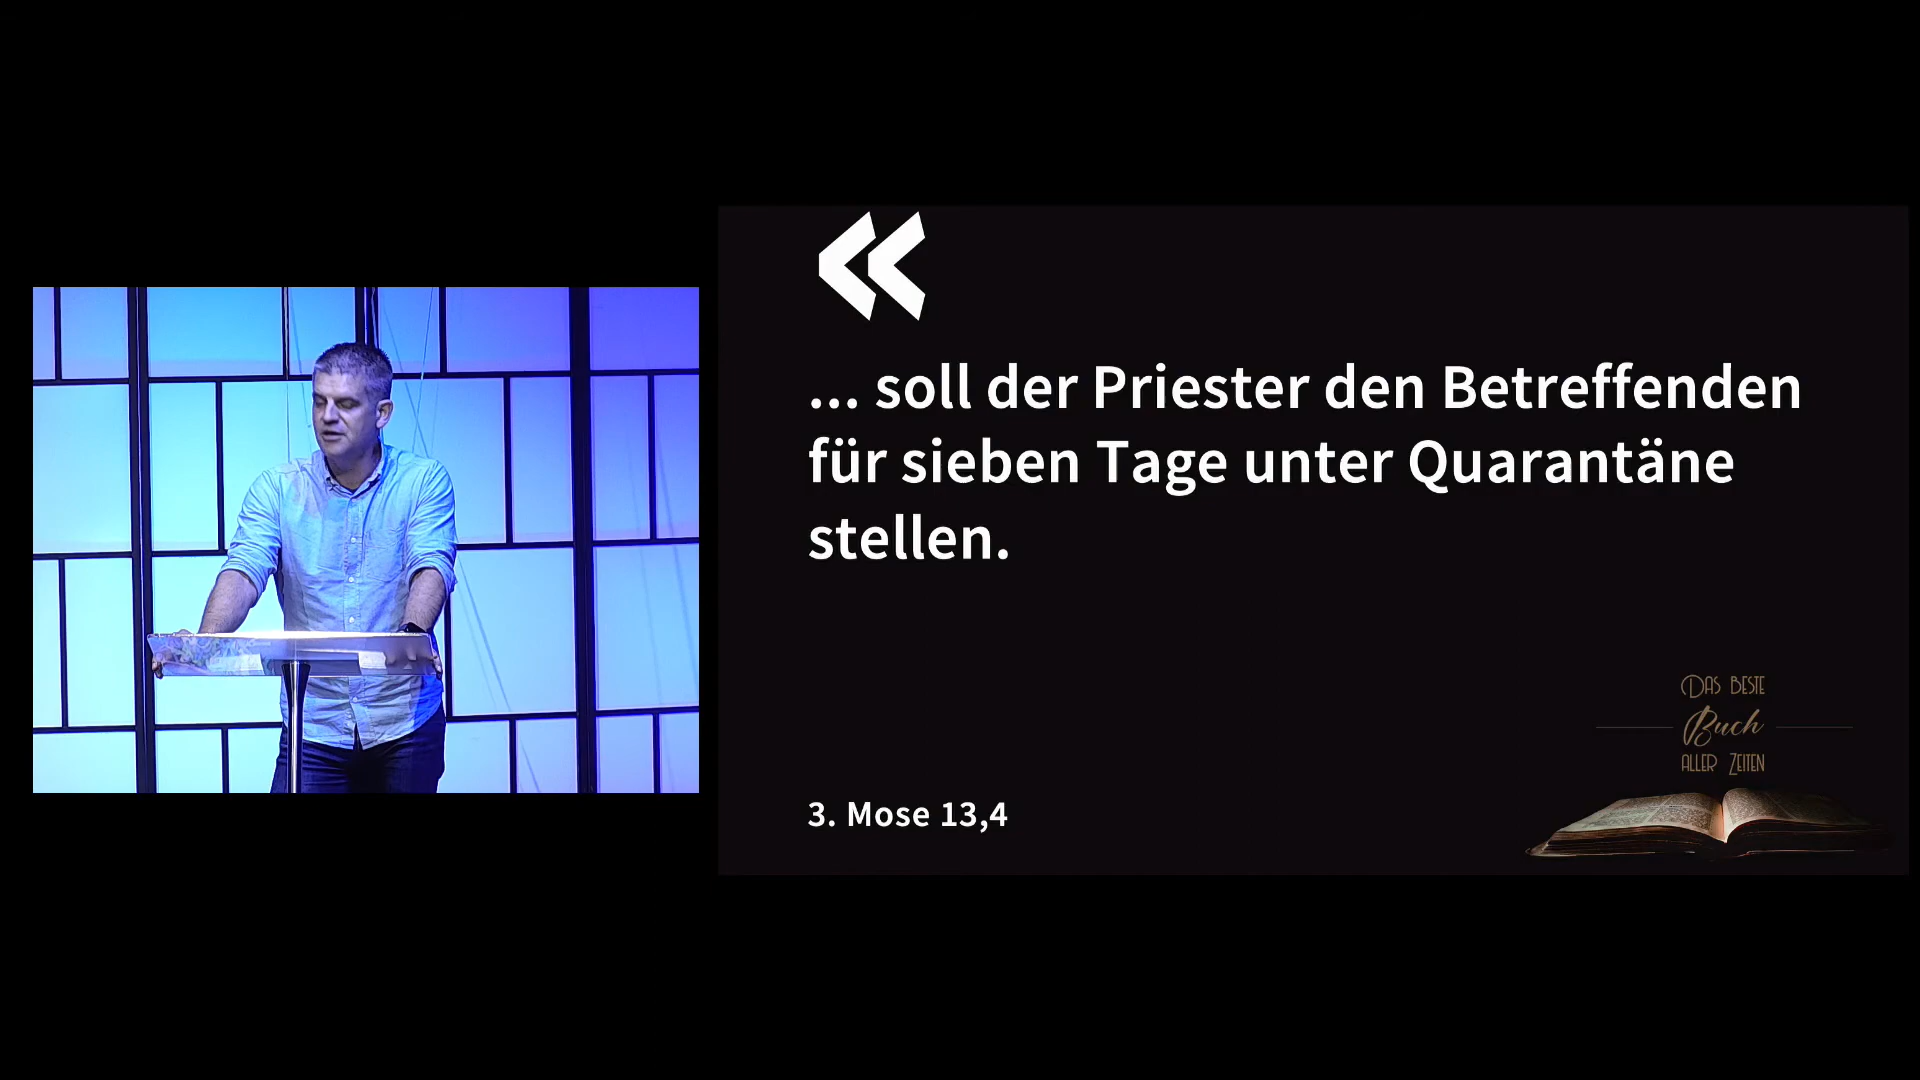 «
... soll der Priester den Betreffenden
für sieben Tage unter Quarantäne
stellen.
Das beste
Buch
aller Zeiten
3. Mose 13,4